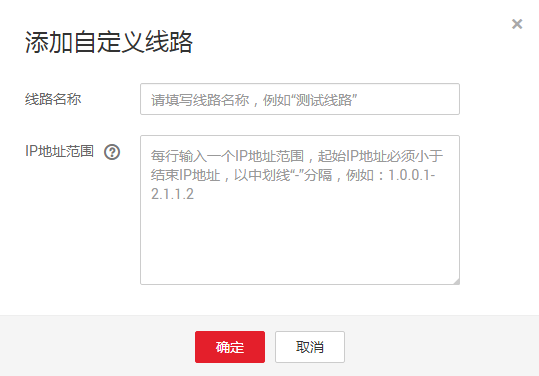 添加自定义线路
×
线路名称
请填写线路名称，例如“测试线路”
IP地址范围 ?
每行输入一个IP地址范围，起始IP地址必须小于
结束IP地址，以中划线“-”分隔，例如：1.0.0.1-
2.1.1.2
确定
取消